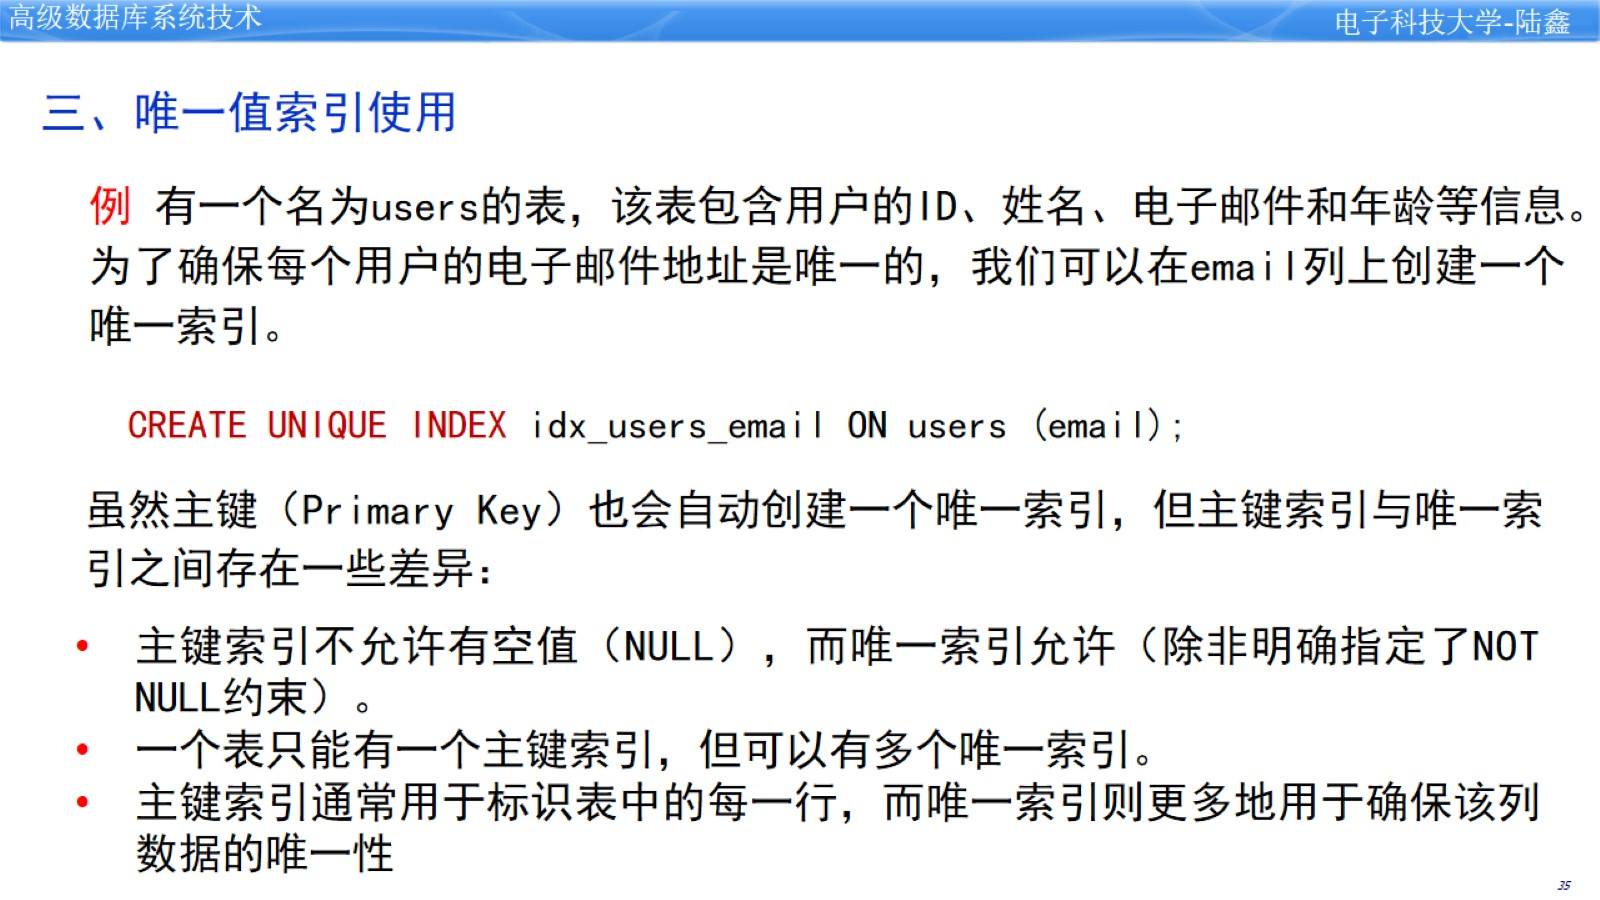 高级数据库系统技术
电子科技大学-陆鑫
三、唯一值索引使用
例 有一个名为users的表，该表包含用户的ID、姓名、电子邮件和年龄等信息。
为了确保每个用户的电子邮件地址是唯一的，我们可以在email列上创建一个
唯一索引。
CREATE UNIQUE INDEX idx_users_email ON users (email);
虽然主键（Primary Key）也会自动创建一个唯一索引，但主键索引与唯一索
引之间存在一些差异：
• 主键索引不允许有空值（NULL），而唯一索引允许（除非明确指定了NOT
NULL约束）。
• 一个表只能有一个主键索引，但可以有多个唯一索引。
• 主键索引通常用于标识表中的每一行，而唯一索引则更多地用于确保该列
数据的唯一性
35